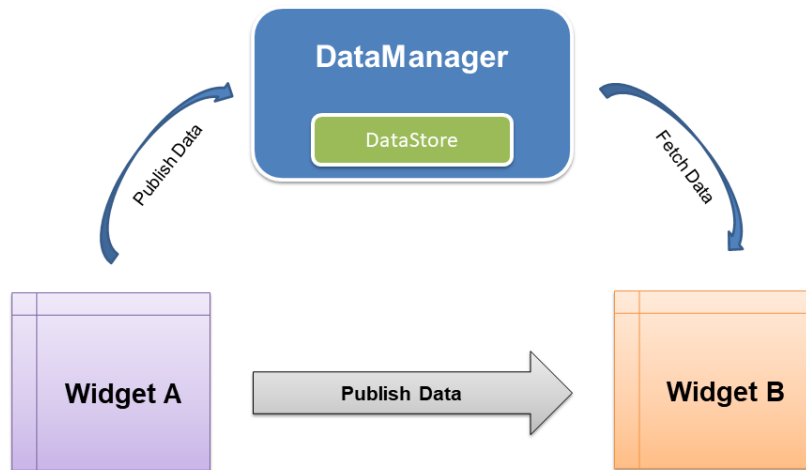 DataManager
DataStore
Publish Data
Fetch Data
Widget A
Publish Data
Widget B